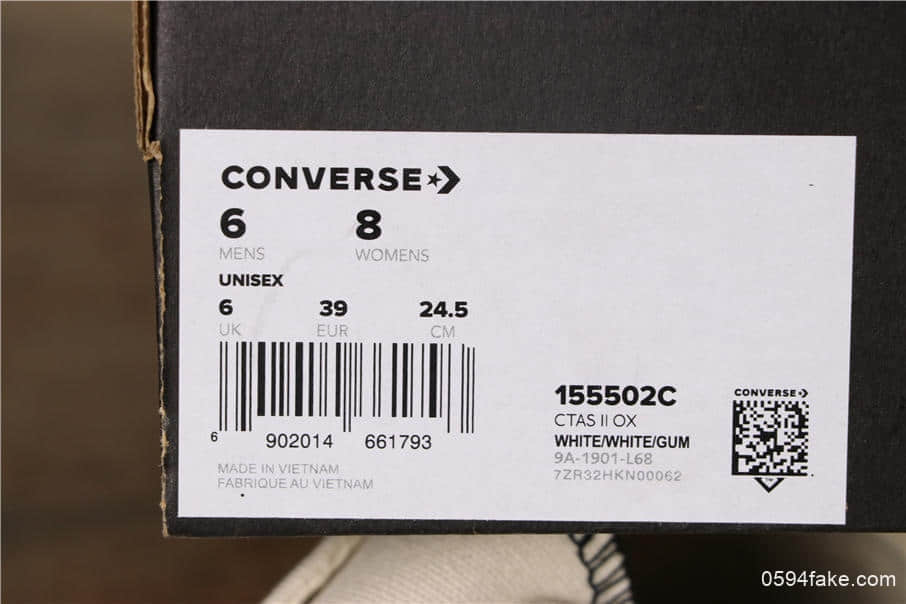 CONVERSE
6 8
MENS WOMENS
UNISEX
6 39 24.5
UK EUR CM
6 902014 661793
MADE IN VIETNAM
FABRIQUE AU VIETNAM
155502C
CTAS II OX
WHITE/WHITE/GUM
9A-1901-L68
7ZR32HKN00062
CONVERSE
0594fake.com